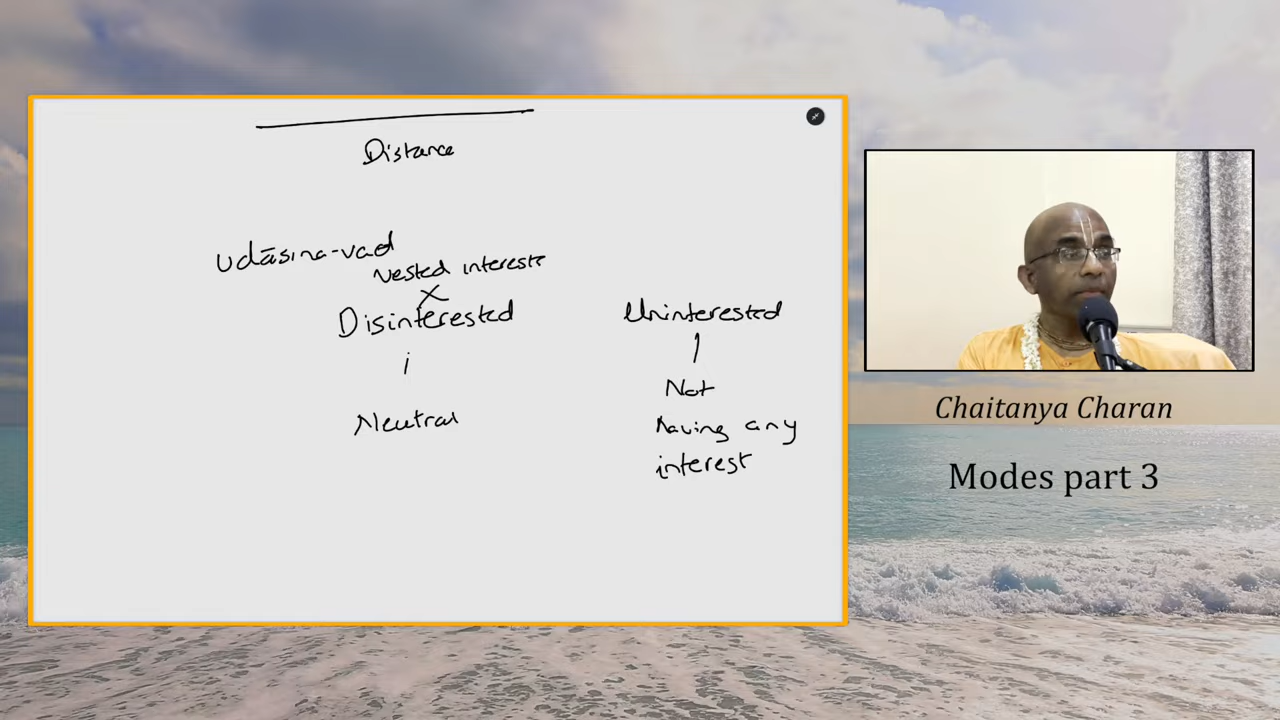 Distance
udāsina-vad
vested interests
X
Disinterested
Uninterested
Neutral
Not
having any
interest
Chaitanya Charan
Modes part 3